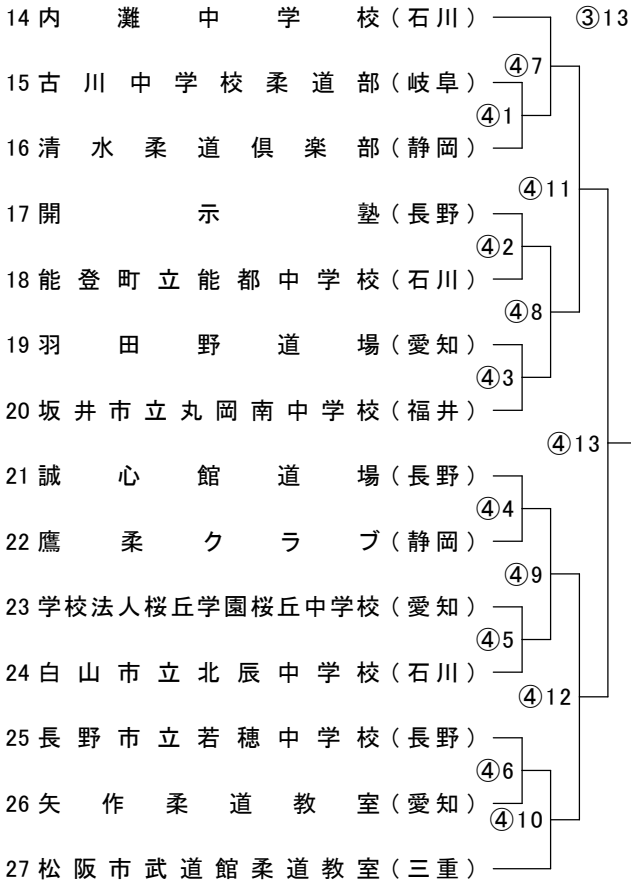 14 内灘中学校(石川) ③13
④7
15 古川中学校柔道部(岐阜)
④1
16 清水柔道倶楽部(静岡)
④11
17 開示塾(長野)
④2
18 能登町立能都中学校(石川)
④8
19 羽田野道場(愛知)
④3
20 坂井市立丸岡南中学校(福井)
④13
21 誠心館道場(長野)
④4
22 鷹柔クラブ(静岡)
④9
23 学校法人桜丘学園桜丘中学校(愛知)
④5
24 白山市立北辰中学校(石川)
④12
25 長野市立若穂中学校(長野)
④6
26 矢作柔道教室(愛知)
④10
27 松阪市武道館柔道教室(三重)